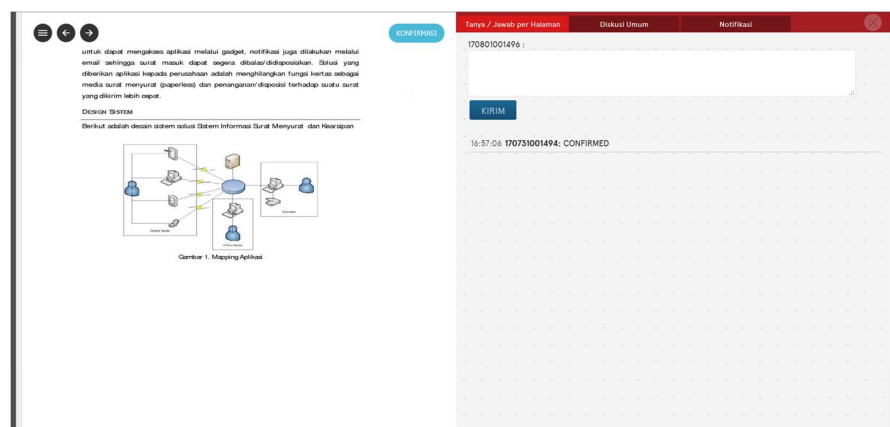 KONFIRMASI
untuk dapat mengakses aplikasi melalui gadget, notifikasi juga dilakukan melalui
email sehingga surat masuk dapat segera dibalas/didisposisikan. Solusi yang
diberikan aplikasi kepada perusahaan adalah menghilangkan fungsi kertas sebagai
media surat menyurat (paperless) dan penanganan/disposisi terhadap suatu surat
yang dikirim lebih cepat.
DESIGN SISTEM
Berikut adalah desain sistem solusi Sistem Informasi Surat Menyurat dan Kearsipan
Gambar 1. Mapping Aplikasi
Tanya / Jawab per Halaman
Diskusi Umum
Notifikasi
170801001496 :
KIRIM
16:57:06 170731001494: CONFIRMED